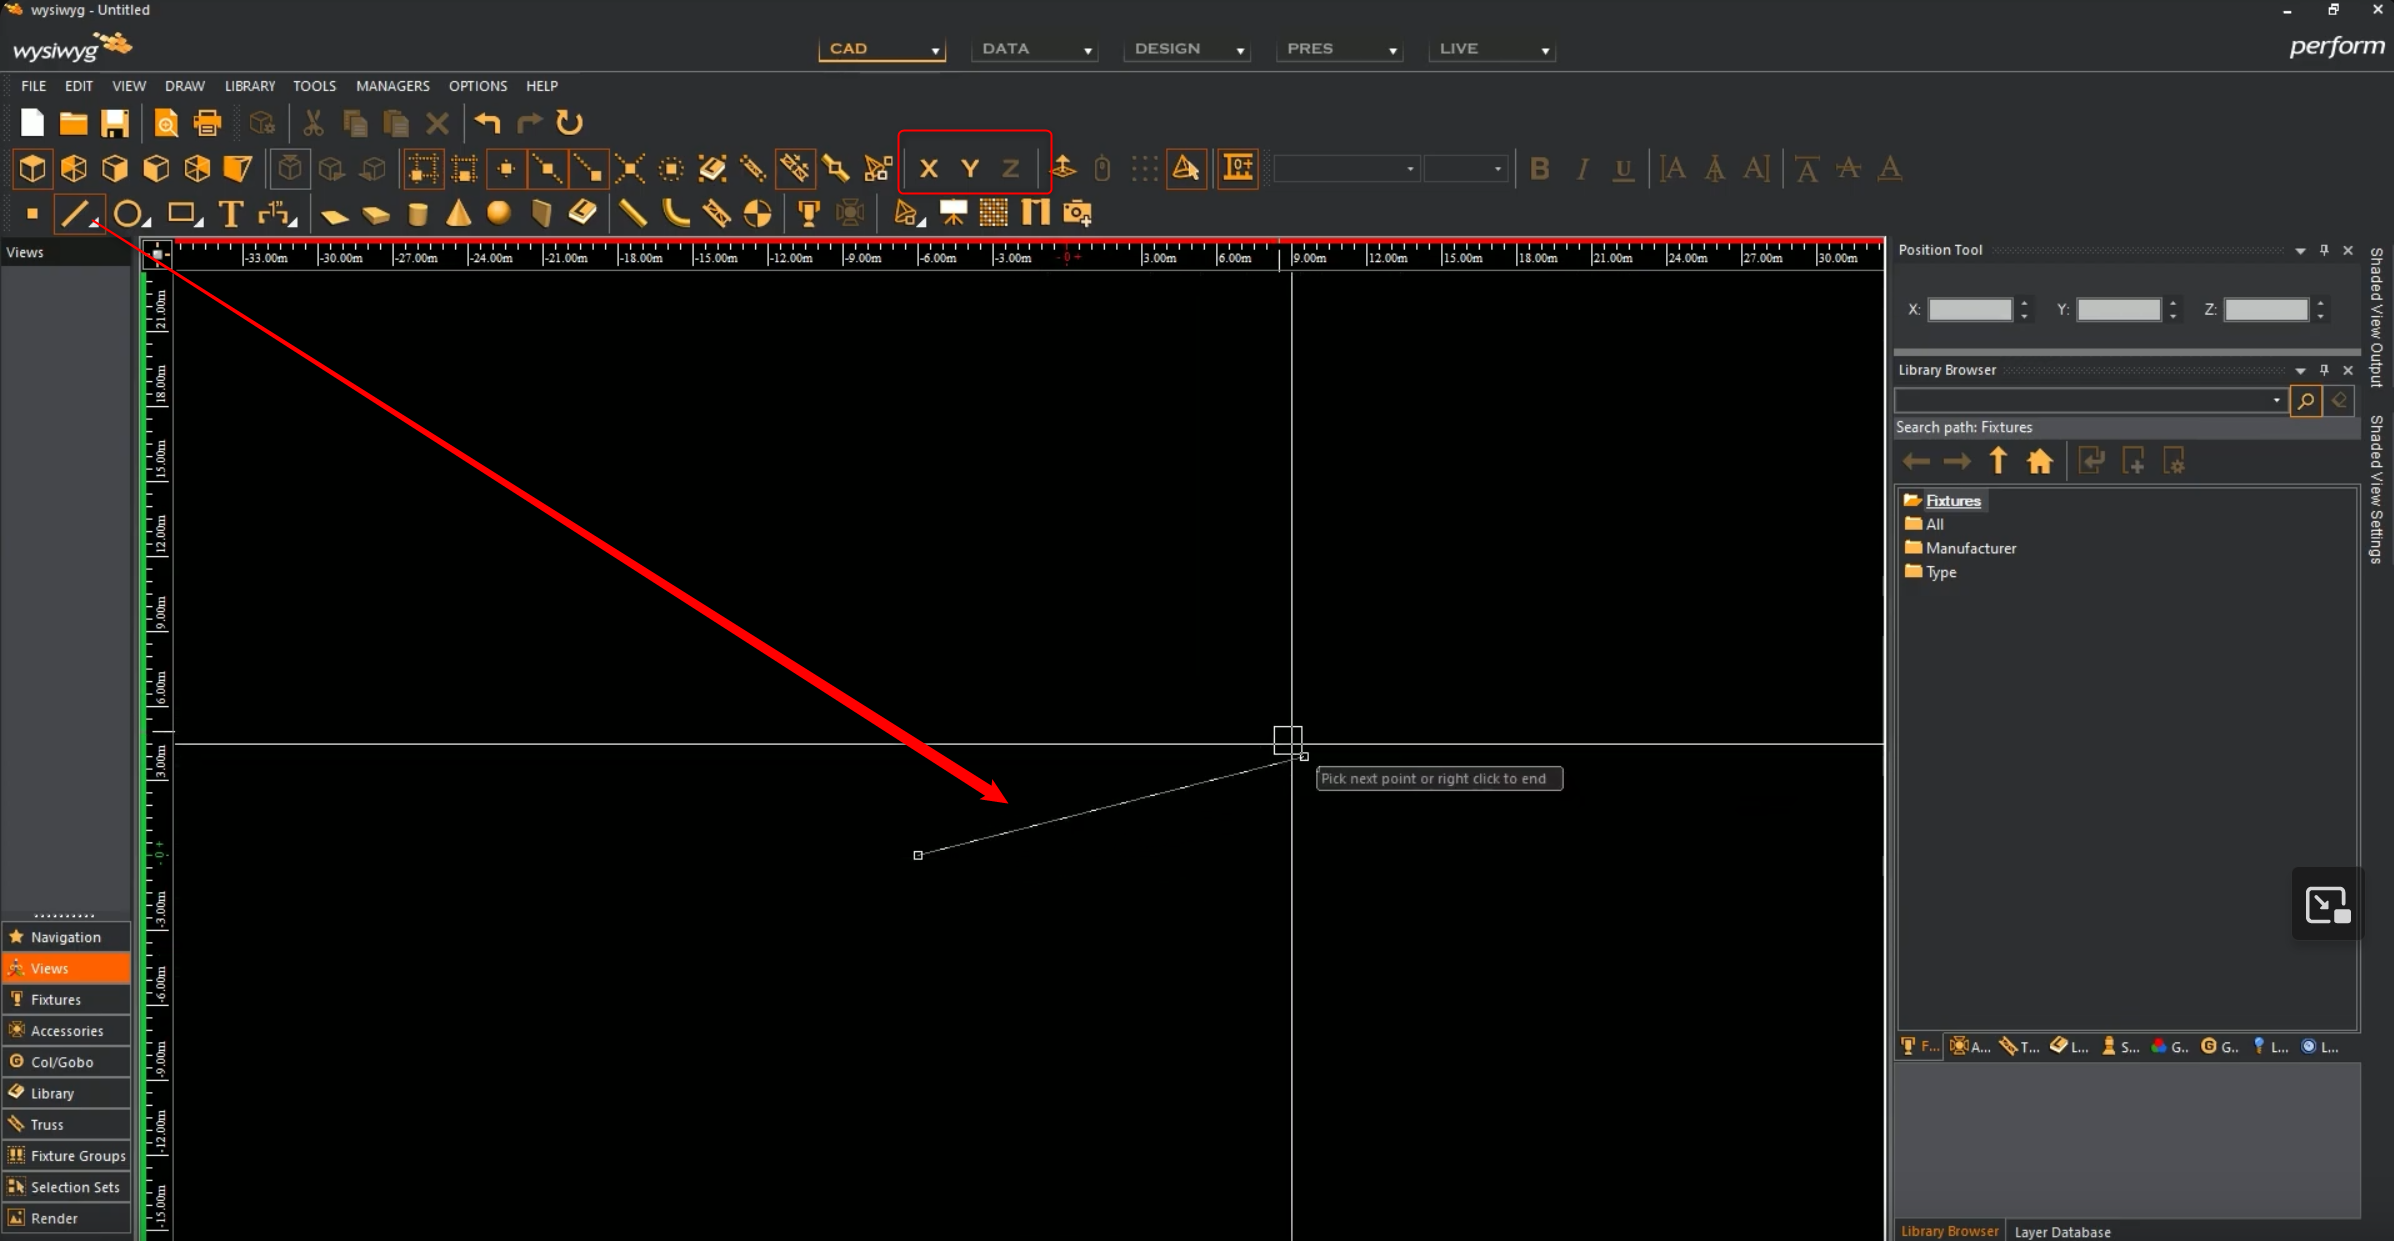 wysiwyg - Untitled
wysiwyg
CAD DATA DESIGN PRES LIVE
perform
FILE EDIT VIEW DRAW LIBRARY TOOLS MANAGERS OPTIONS HELP
X Y Z B I U A A A A A A
T
Views
-33.00m -30.00m -27.00m -24.00m -21.00m -18.00m -15.00m -12.00m -9.00m -6.00m -3.00m -0+ 3.00m 6.00m 9.00m 12.00m 15.00m 18.00m 21.00m 24.00m 27.00m 30.00m
21.00m
18.00m
15.00m
12.00m
9.00m
6.00m
3.00m
-0+
-3.00m
-6.00m
-9.00m
-12.00m
-15.00m
Pick next point or right click to end
Navigation
Views
Fixtures
Accessories
Col/Gobo
Library
Truss
Fixture Groups
Selection Sets
Render
Position Tool
X: Y: Z:
Library Browser
Search path: Fixtures
Fixtures
All
Manufacturer
Type
F... A... T... L... S... G.. G.. L... L...
Library Browser Layer Database
Shaded View Output
Shaded View Settings